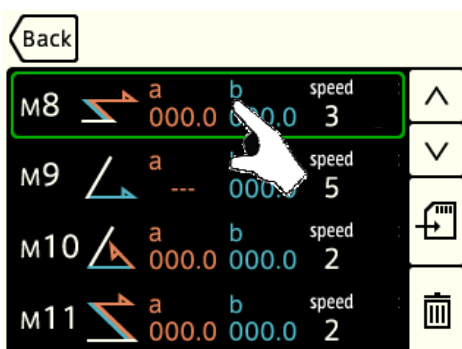 Back
M8 a 000.0 b 000.0 speed 3
M9 a --- 000.0 speed 5
M10 a 000.0 b 000.0 speed 2
M11 a 000.0 b 000.0 speed 2